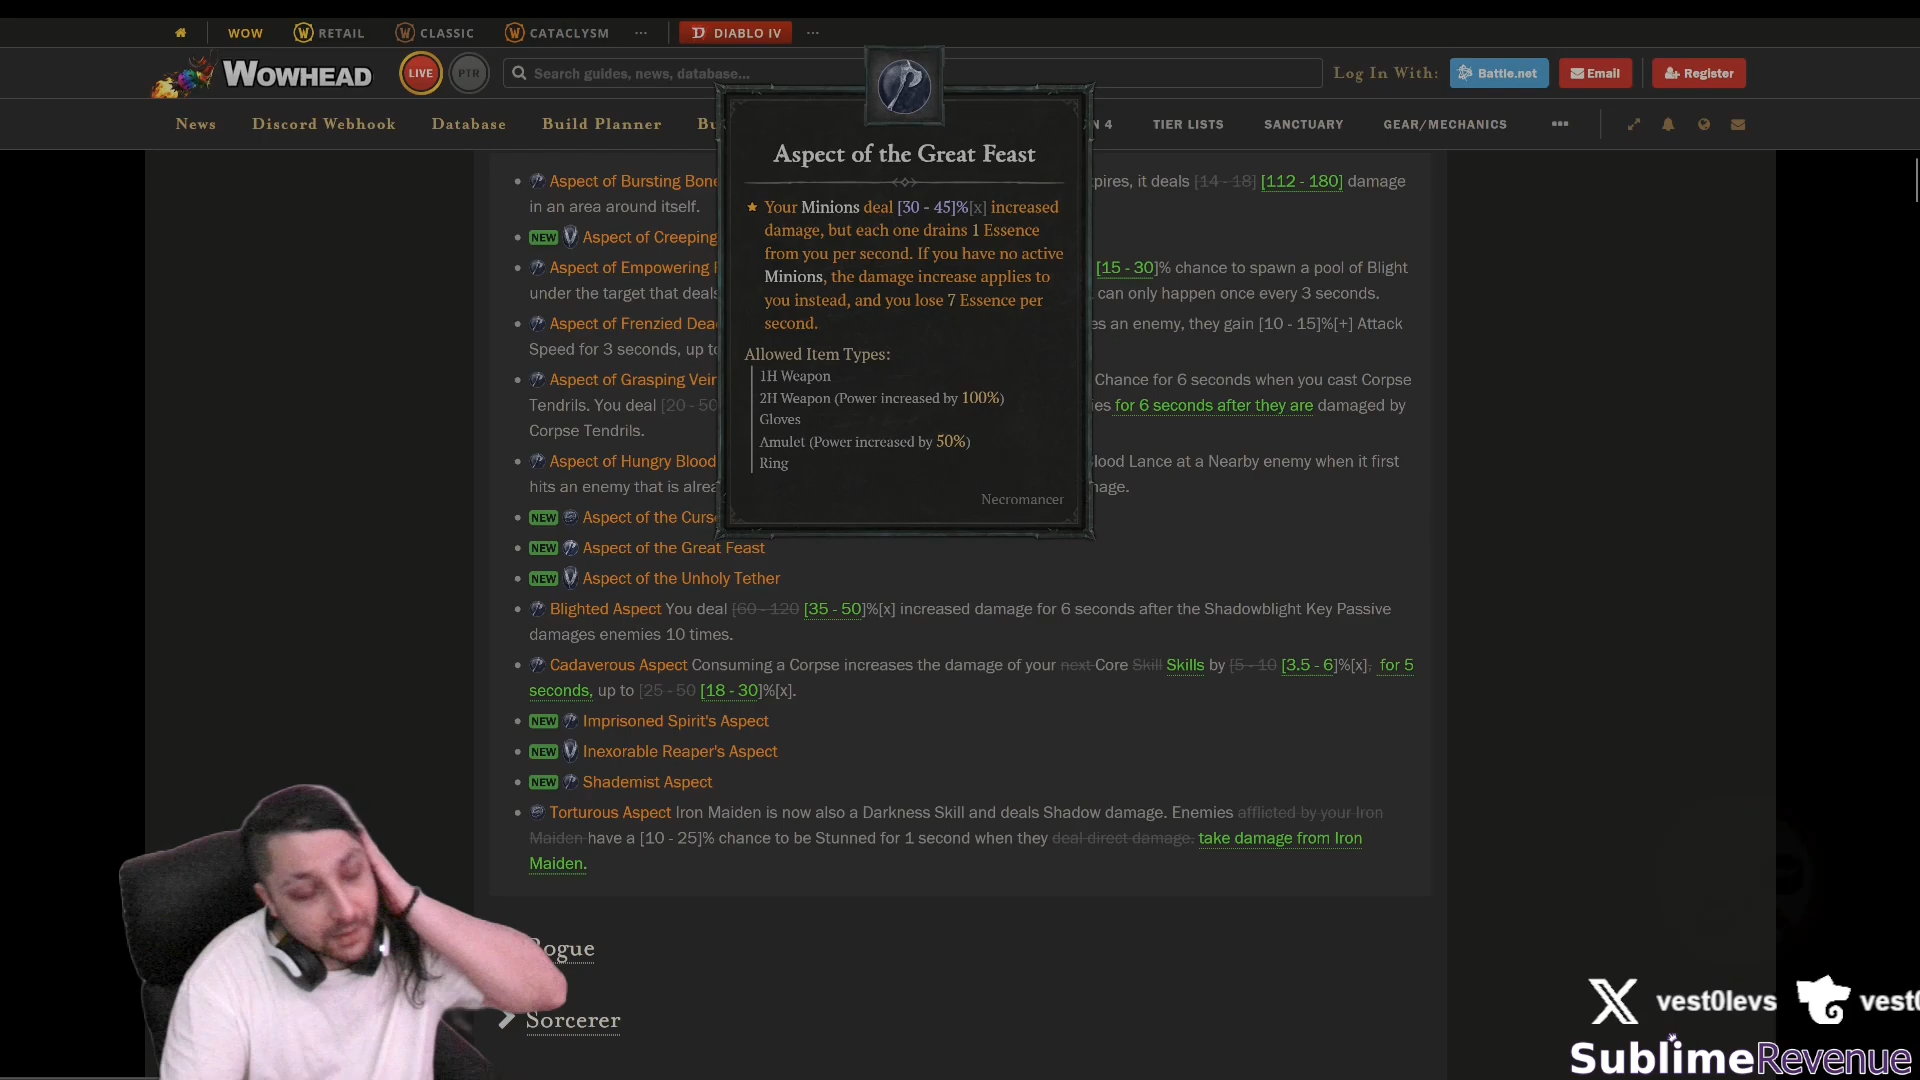 WOW
RETAIL
CLASSIC
CATACLYSM
...
DIABLO IV
...
WOWHEAD
LIVE
PTR
Search guides, news, database...
Log In With:
Battle.net
Email
Register
News
Discord Webhook
Database
Build Planner
Bu
N 4
TIER LISTS
SANCTUARY
GEAR/MECHANICS
Aspect of the Great Feast
Your Minions deal [30 - 45]%[x] increased
damage, but each one drains 1 Essence
from you per second. If you have no active
Minions, the damage increase applies to
you instead, and you lose 7 Essence per
second.
Allowed Item Types:
1H Weapon
2H Weapon (Power increased by 100%)
Gloves
Amulet (Power increased by 50%)
Ring
Necromancer
Aspect of Bursting Bone
pires, it deals [14 - 18] [112 - 180] damage
in an area around itself.
NEW Aspect of Creeping
Aspect of Empowering
[15 - 30]% chance to spawn a pool of Blight
under the target that deals
can only happen once every 3 seconds.
Aspect of Frenzied Dea
es an enemy, they gain [10 - 15]%[+] Attack
Speed for 3 seconds, up to
Aspect of Grasping Vein
Chance for 6 seconds when you cast Corpse
Tendrils. You deal [20 - 50
ies for 6 seconds after they are damaged by
Corpse Tendrils.
Aspect of Hungry Blood
lood Lance at a Nearby enemy when it first
hits an enemy that is alrea
mage.
NEW Aspect of the Curs
NEW Aspect of the Great Feast
NEW Aspect of the Unholy Tether
Blighted Aspect You deal [60 - 120 [35 - 50]%[x] increased damage for 6 seconds after the Shadowblight Key Passive
damages enemies 10 times.
Cadaverous Aspect Consuming a Corpse increases the damage of your next Core Skill Skills by [5 - 10 [3.5 - 6]%[x]. for 5
seconds, up to [25 - 50 [18 - 30]%[x].
NEW Imprisoned Spirit's Aspect
NEW Inexorable Reaper's Aspect
NEW Shademist Aspect
Torturous Aspect Iron Maiden is now also a Darkness Skill and deals Shadow damage. Enemies afflicted by your Iron
Maiden have a [10 - 25]% chance to be Stunned for 1 second when they deal direct damage. take damage from Iron
Maiden.
Rogue
Sorcerer
X vest0levs
vest0
SublimeRevenue